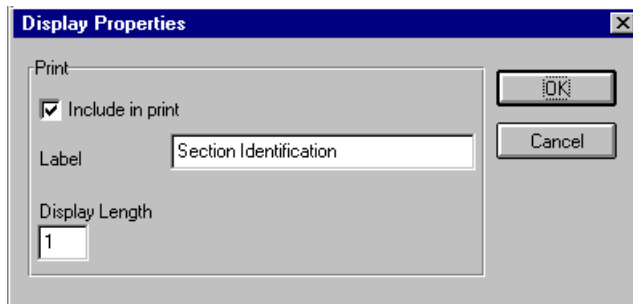 Display Properties
Print
Include in print
OK
Label
Section Identification
Cancel
Display Length
1